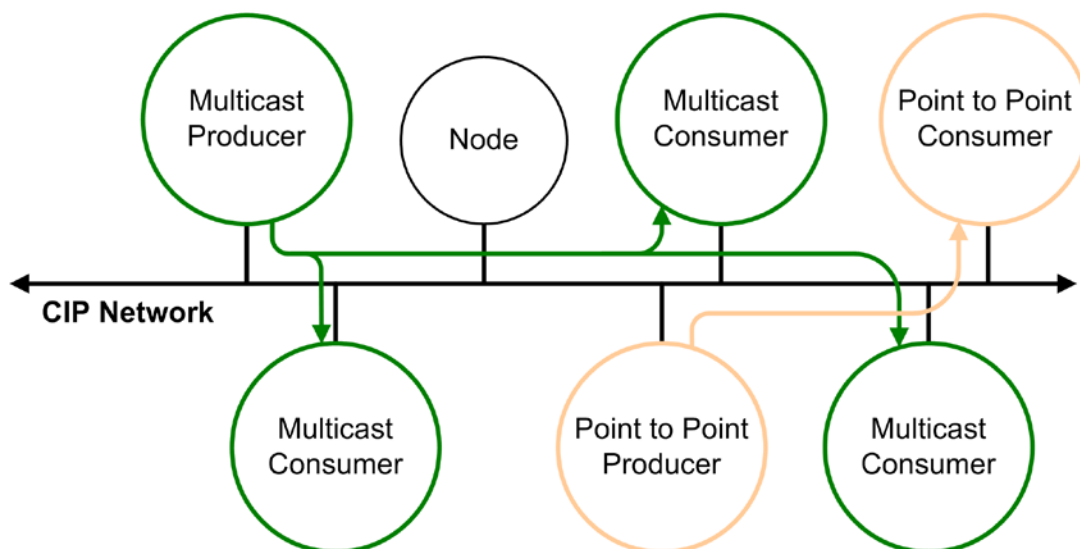 Multicast
Producer
Node
Multicast
Consumer
Point to Point
Consumer
CIP Network
Multicast
Consumer
Point to Point
Producer
Multicast
Consumer